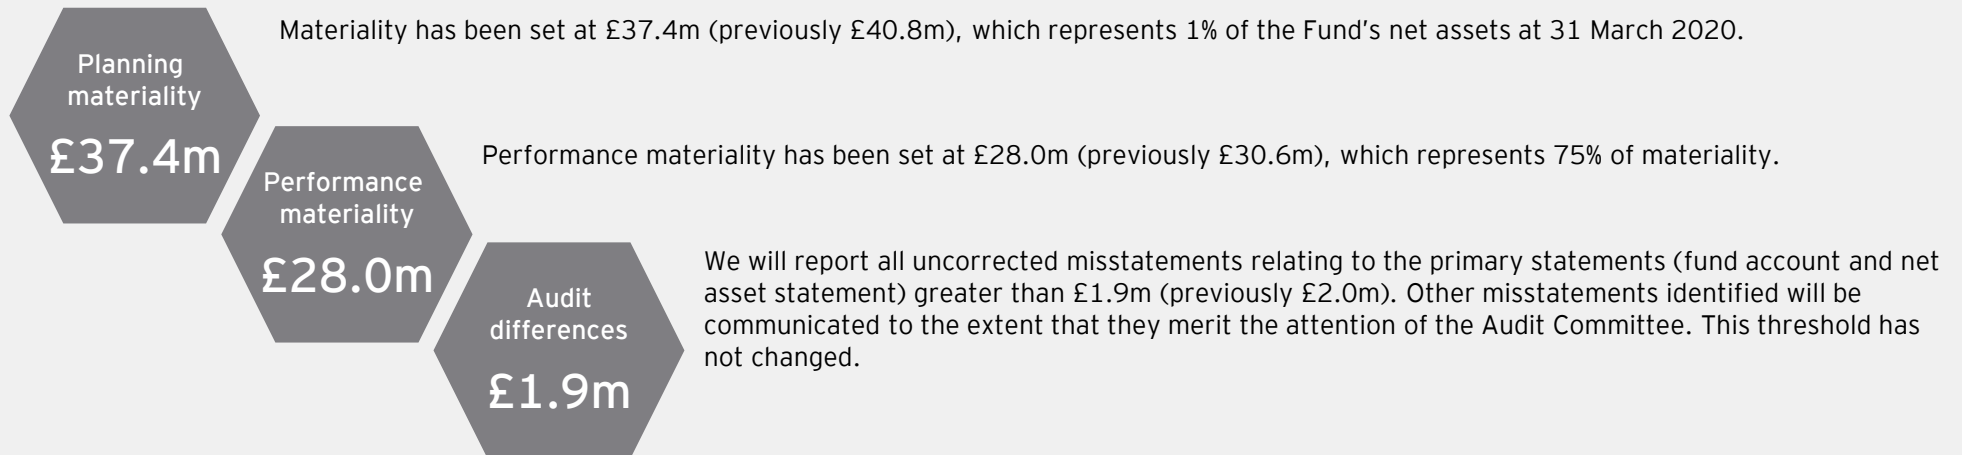 Planning
materiality
£37.4m
Materiality has been set at £37.4m (previously £40.8m), which represents 1% of the Fund's net assets at 31 March 2020.
Performance
materiality
£28.0m
Performance materiality has been set at £28.0m (previously £30.6m), which represents 75% of materiality.
Audit
differences
£1.9m
We will report all uncorrected misstatements relating to the primary statements (fund account and net
asset statement) greater than £1.9m (previously £2.0m). Other misstatements identified will be
communicated to the extent that they merit the attention of the Audit Committee. This threshold has
not changed.